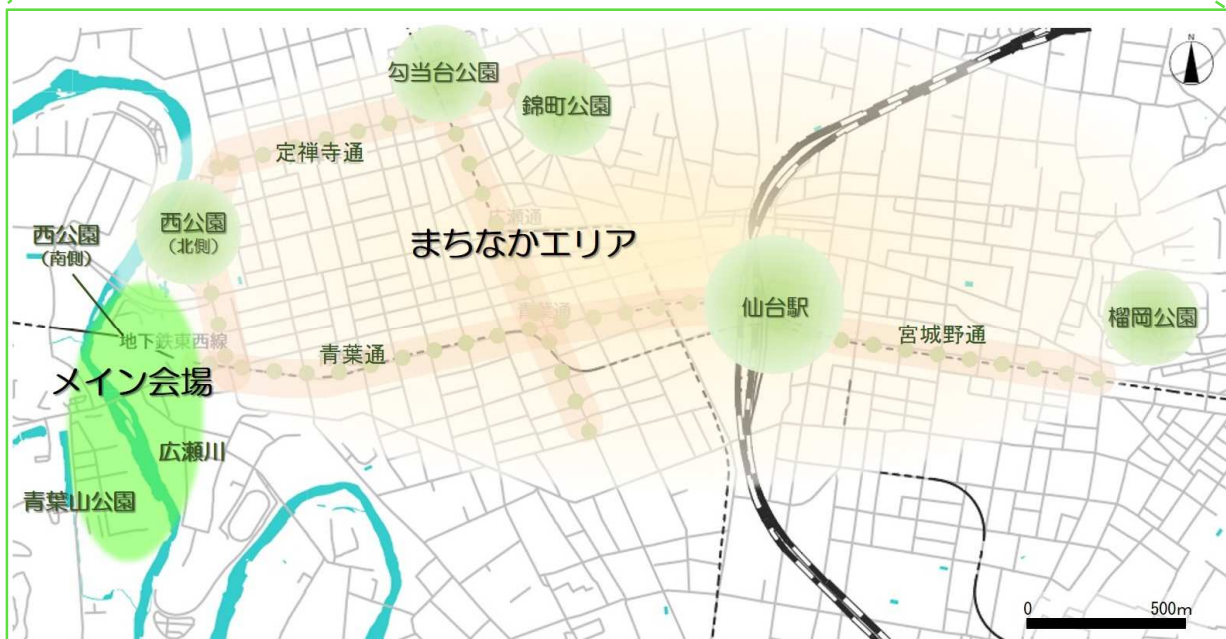 N
勾当台公園
錦町公園
定禅寺通
西公園
(北側)
広瀬通
西公園
(南側)
まちなかエリア
仙台駅
榴岡公園
青葉通
宮城野通
地下鉄東西線
青葉通
メイン会場
広瀬川
青葉山公園
0 500m